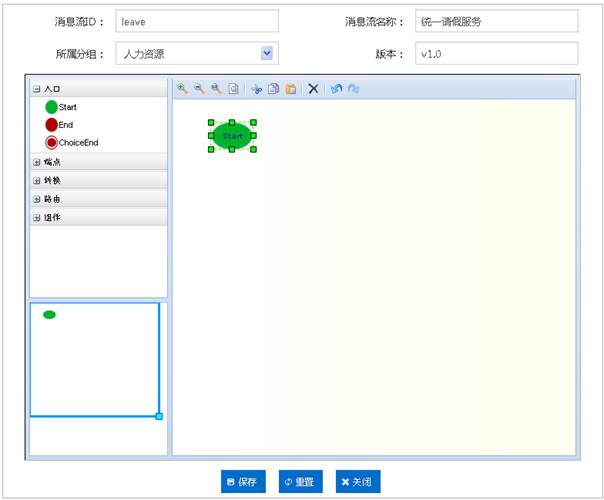 消息流ID： leave 消息流名称： 统一请假服务
所属分组： 人力资源 版本： v1.0
入口
Start
End
ChoiceEnd
端点
转换
路由
组件
Start
保存 重置 关闭